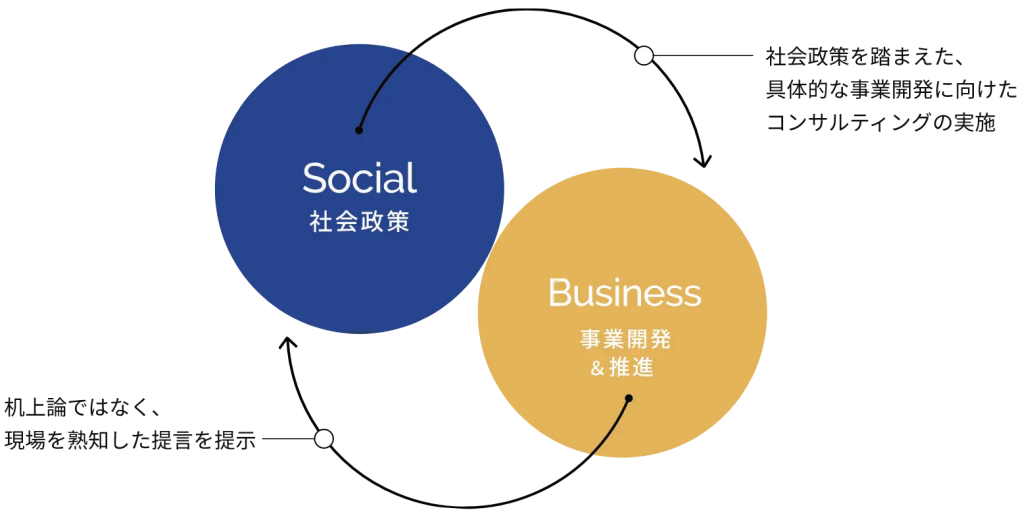 社会政策を踏まえた、
具体的な事業開発に向けた
コンサルティングの実施
Social
社会政策
Business
事業開発
&推進
机上論ではなく、
現場を熟知した提言を提示